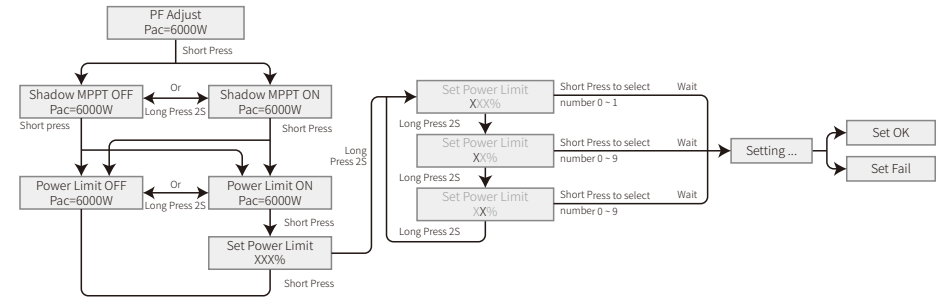 PF Adjust
Pac=6000W
Short Press
Shadow MPPT OFF
Pac=6000W
Or
Long Press 2S
Shadow MPPT ON
Pac=6000W
Short press
Short Press
Power Limit OFF
Pac=6000W
Or
Long Press 2S
Power Limit ON
Pac=6000W
Short Press
Set Power Limit
XXX%
Short Press
Long
Press 2S
Set Power Limit
XXX%
Short Press to select
number 0 ~ 1
Wait
Long Press 2S
Set Power Limit
XX%
Short Press to select
number 0 ~ 9
Wait
Long Press 2S
Set Power Limit
XX%
Short Press to select
number 0 ~ 9
Wait
Long Press 2S
Setting ...
Set OK
Set Fail